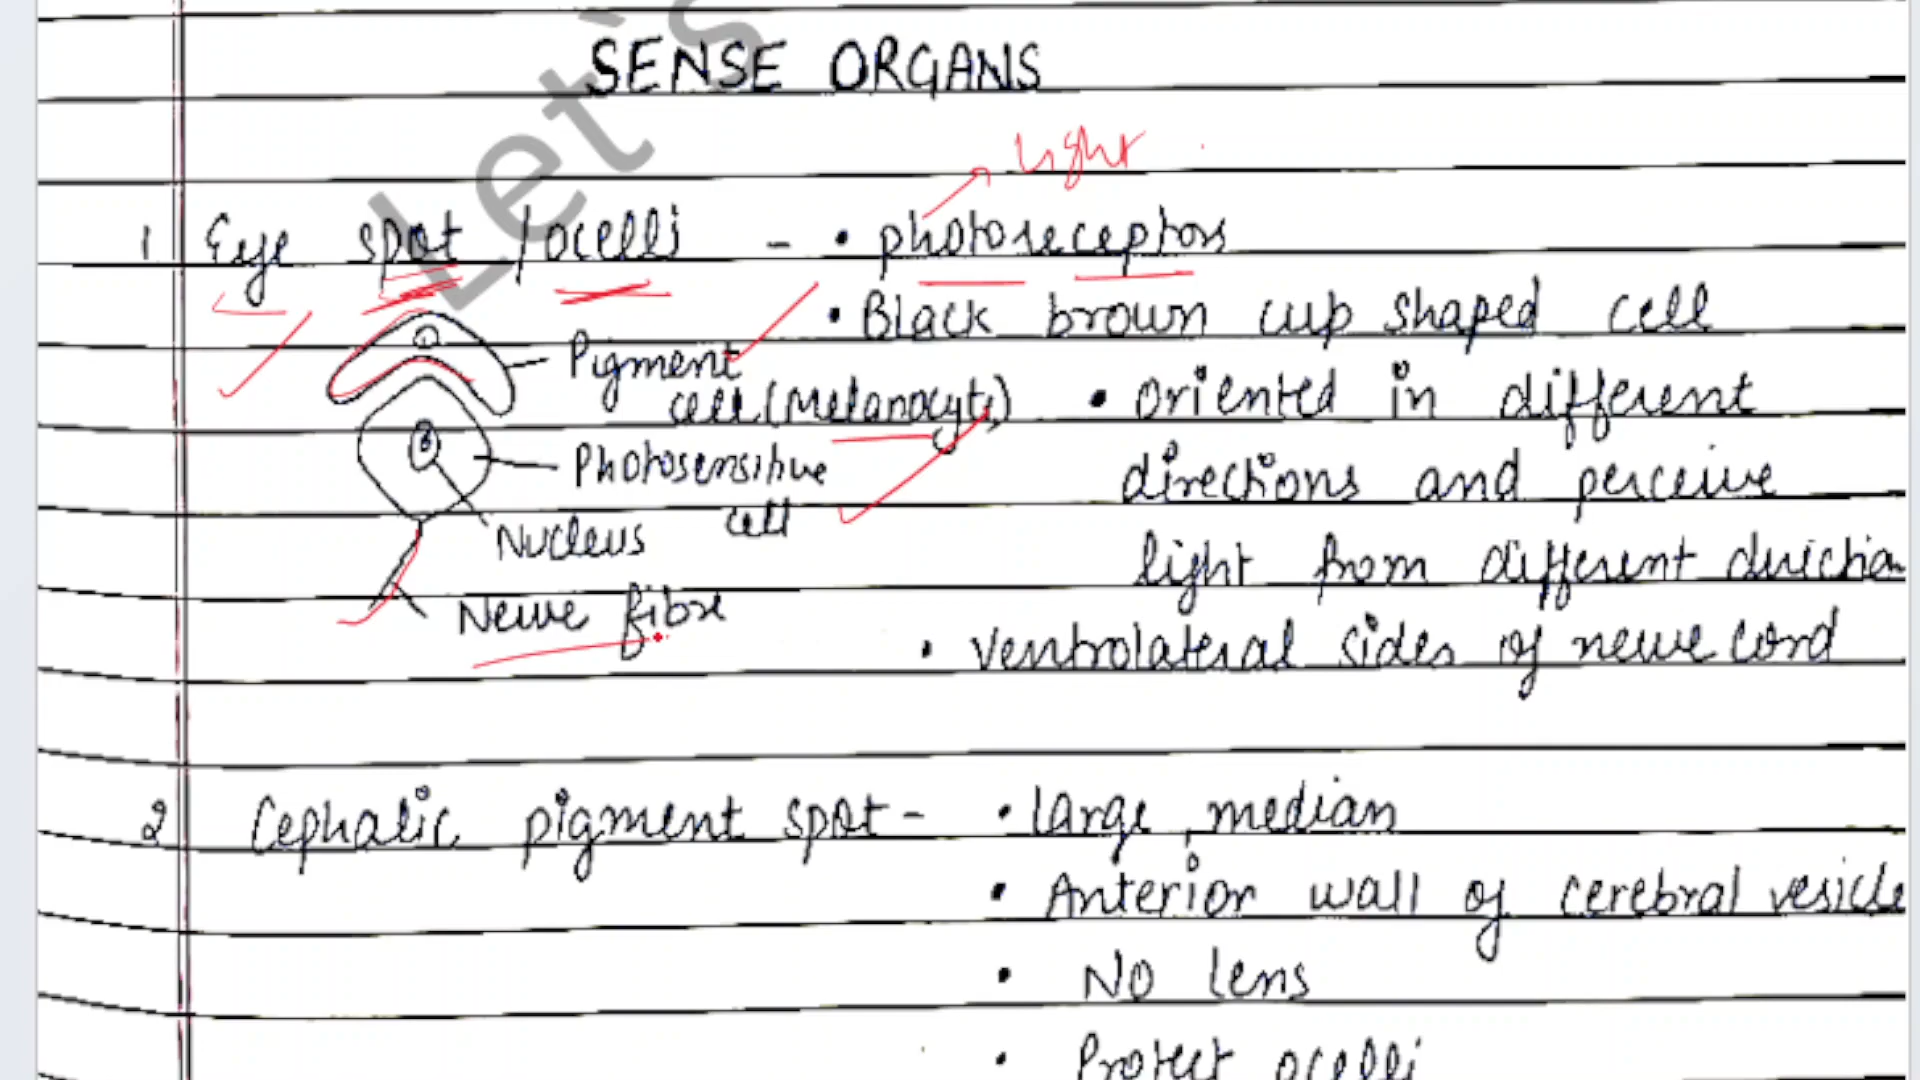 Let's
SENSE ORGANS
light
1 Eye spot / ocelli - • photoreceptors
• Black brown cup shaped cell
Pigment
cell (Melanocyte)
• oriented in different
Photosensitive
cell
directions and perceive
Nucleus
light from different direction
Nerve fibre
• ventrolateral sides of nerve cord
2 Cephalic pigment spot - • large, median
• Anterior wall of cerebral vesicle
• NO lens
• Protect ocelli